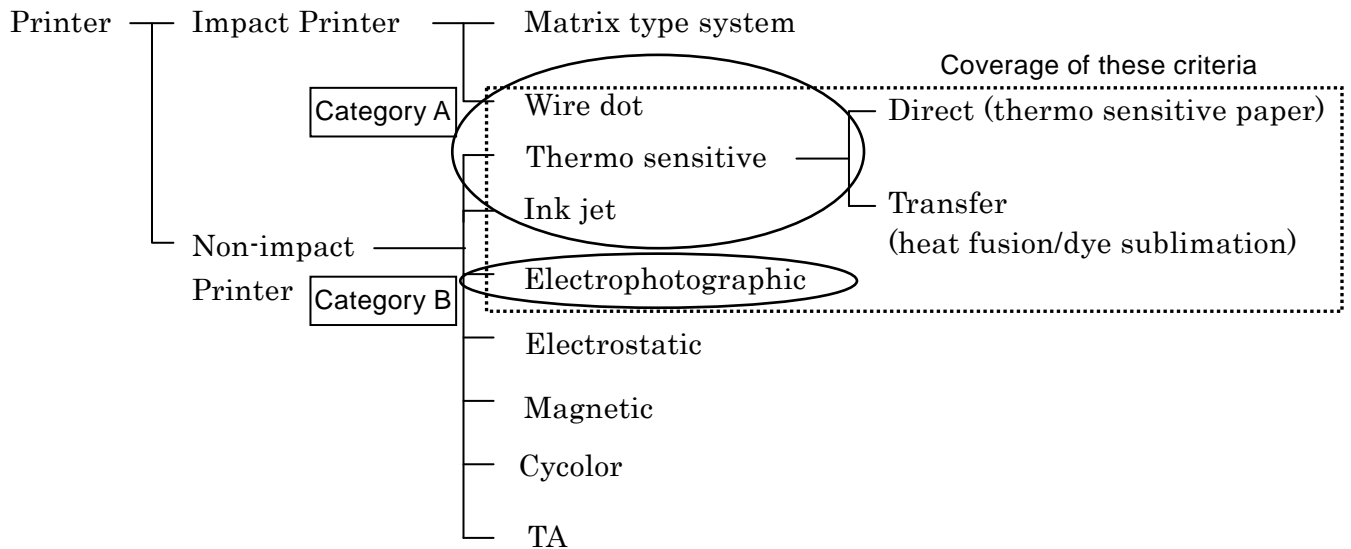 Printer
Impact Printer
Matrix type system
Coverage of these criteria
Category A
Wire dot
Direct (thermo sensitive paper)
Thermo sensitive
Ink jet
Transfer
(heat fusion/dye sublimation)
Non-impact
Printer
Category B
Electrophotographic
Electrostatic
Magnetic
Cycolor
TA